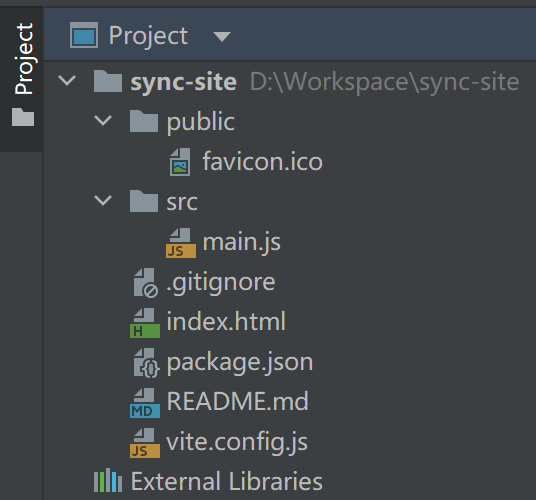 Project
Project
sync-site D:\Workspace\sync-site
public
favicon.ico
src
JS main.js
.gitignore
H index.html
package.json
MD README.md
JS vite.config.js
External Libraries